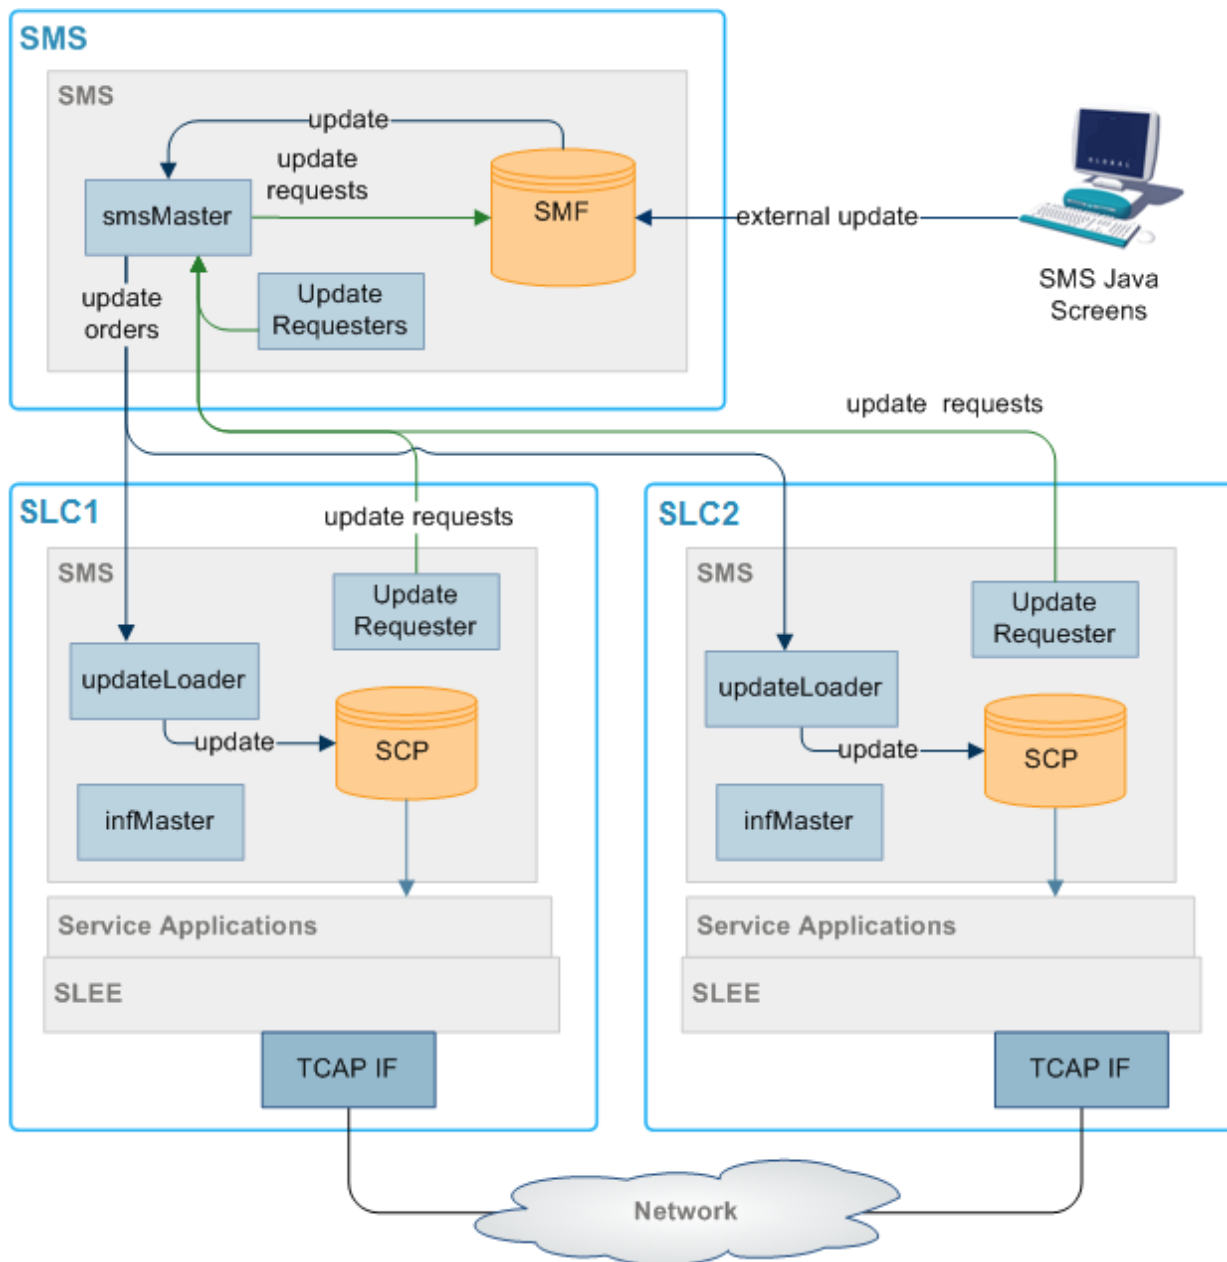 SMS
SMS
update
update
requests
smsMaster
SMF
external update
SMS Java
Screens
update
orders
Update
Requesters
update requests
SLC1
SLC2
update requests
SMS
Update
Requester
updateLoader
update
SCP
infMaster
Service Applications
SLEE
TCAP IF
SMS
Update
Requester
updateLoader
update
SCP
infMaster
Service Applications
SLEE
TCAP IF
Network